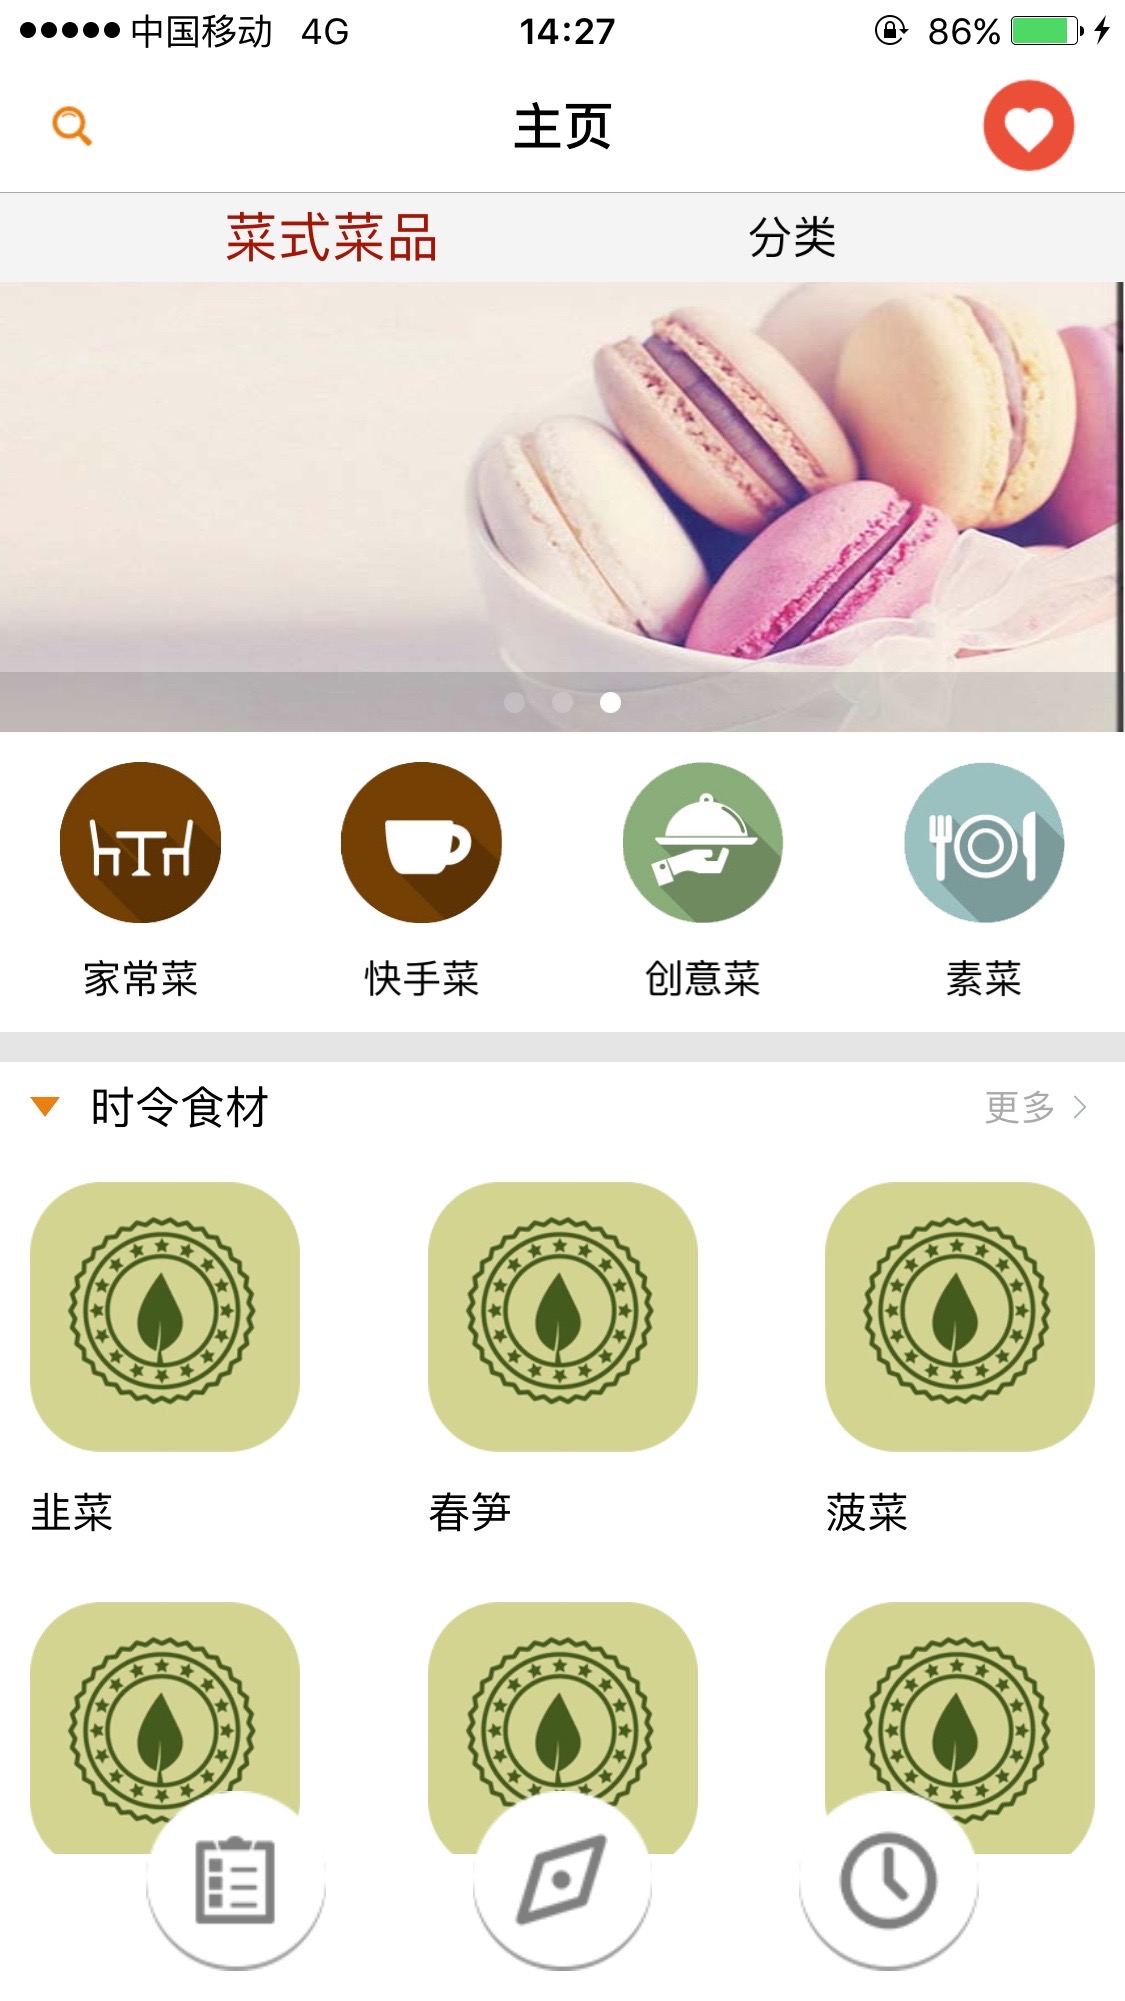 中国移动 4G 14:27 86%
主页
菜式菜品 分类
家常菜 快手菜 创意菜 素菜
时令食材 更多
韭菜 春笋 菠菜